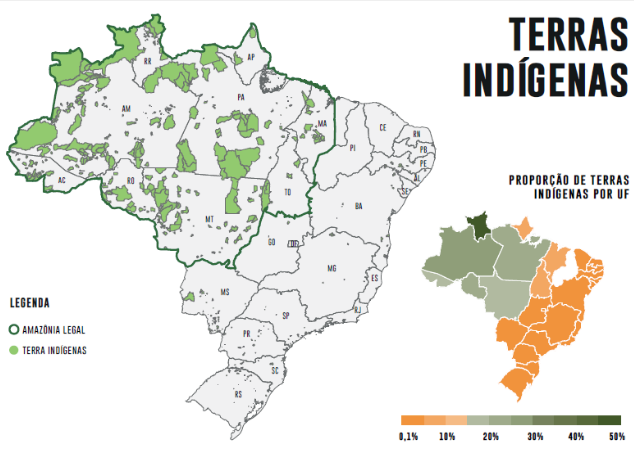 TERRAS
INDÍGENAS
RR
AP
AM
PA
MA
CE
RN
PI
PB
PE
AL
SE
AC
RO
TO
BA
MT
GO
DF
MG
ES
MS
SP
RJ
PR
SC
RS
PROPORÇÃO DE TERRAS
INDÍGENAS POR UF
LEGENDA
AMAZÔNIA LEGAL
TERRA INDÍGENAS
0,1% 10% 20% 30% 40% 50%